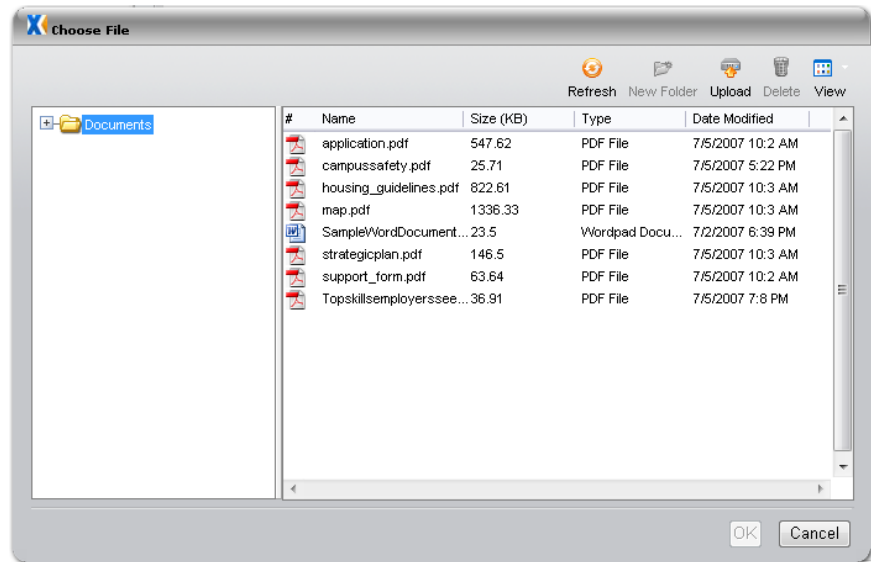 Choose File
Refresh New Folder Upload Delete View
Documents
# Name Size (KB) Type Date Modified
application.pdf 547.62 PDF File 7/5/2007 10:2 AM
campussafety.pdf 25.71 PDF File 7/5/2007 5:22 PM
housing_guidelines.pdf 822.61 PDF File 7/5/2007 10:3 AM
map.pdf 1336.33 PDF File 7/5/2007 10:3 AM
SampleWordDocument... 23.5 Wordpad Docu... 7/2/2007 6:39 PM
strategicplan.pdf 146.5 PDF File 7/5/2007 10:3 AM
support_form.pdf 63.64 PDF File 7/5/2007 10:2 AM
Topskillsemployerssee... 36.91 PDF File 7/5/2007 7:8 PM
OK Cancel